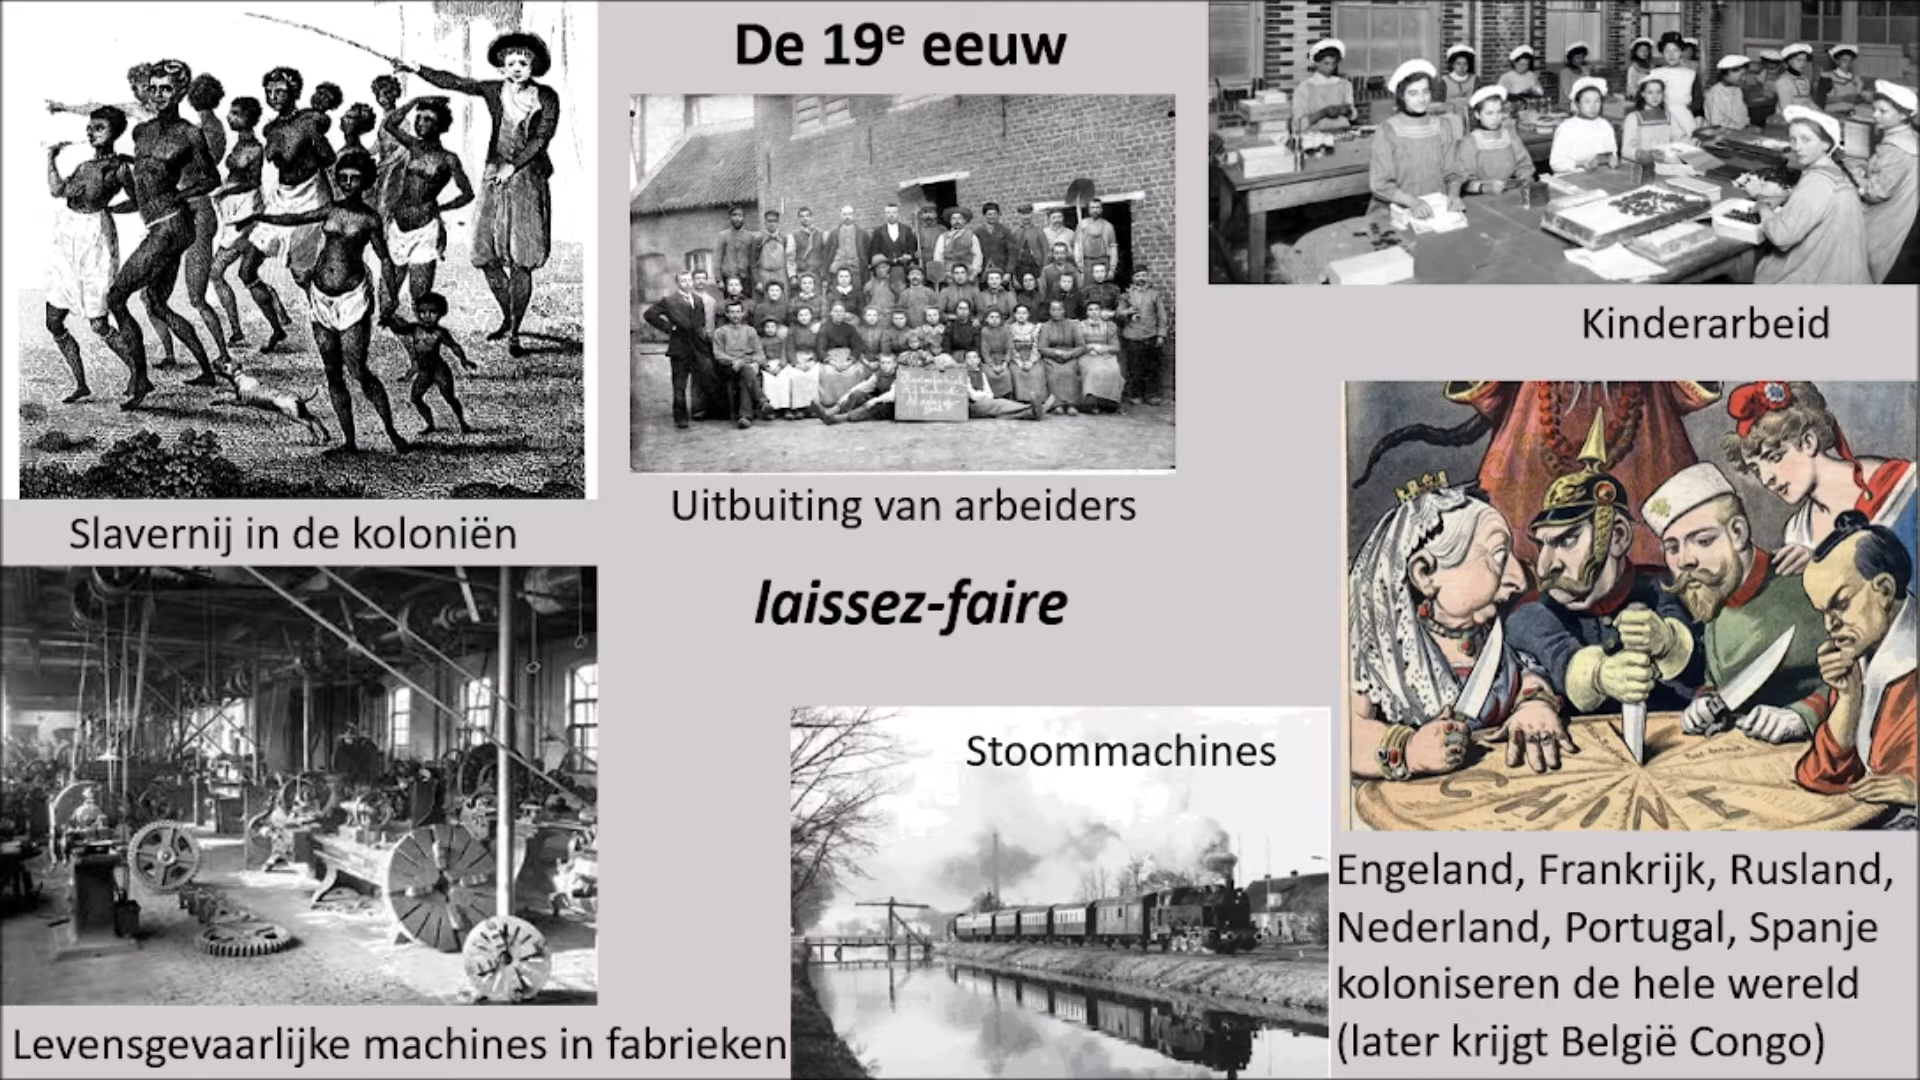 De 19e eeuw
Kinderarbeid
Uitbuiting van arbeiders
Slavernij in de koloniën
laissez-faire
Stoommachines
CHINE
Engeland, Frankrijk, Rusland,
Nederland, Portugal, Spanje
koloniseren de hele wereld
(later krijgt België Congo)
Levensgevaarlijke machines in fabrieken